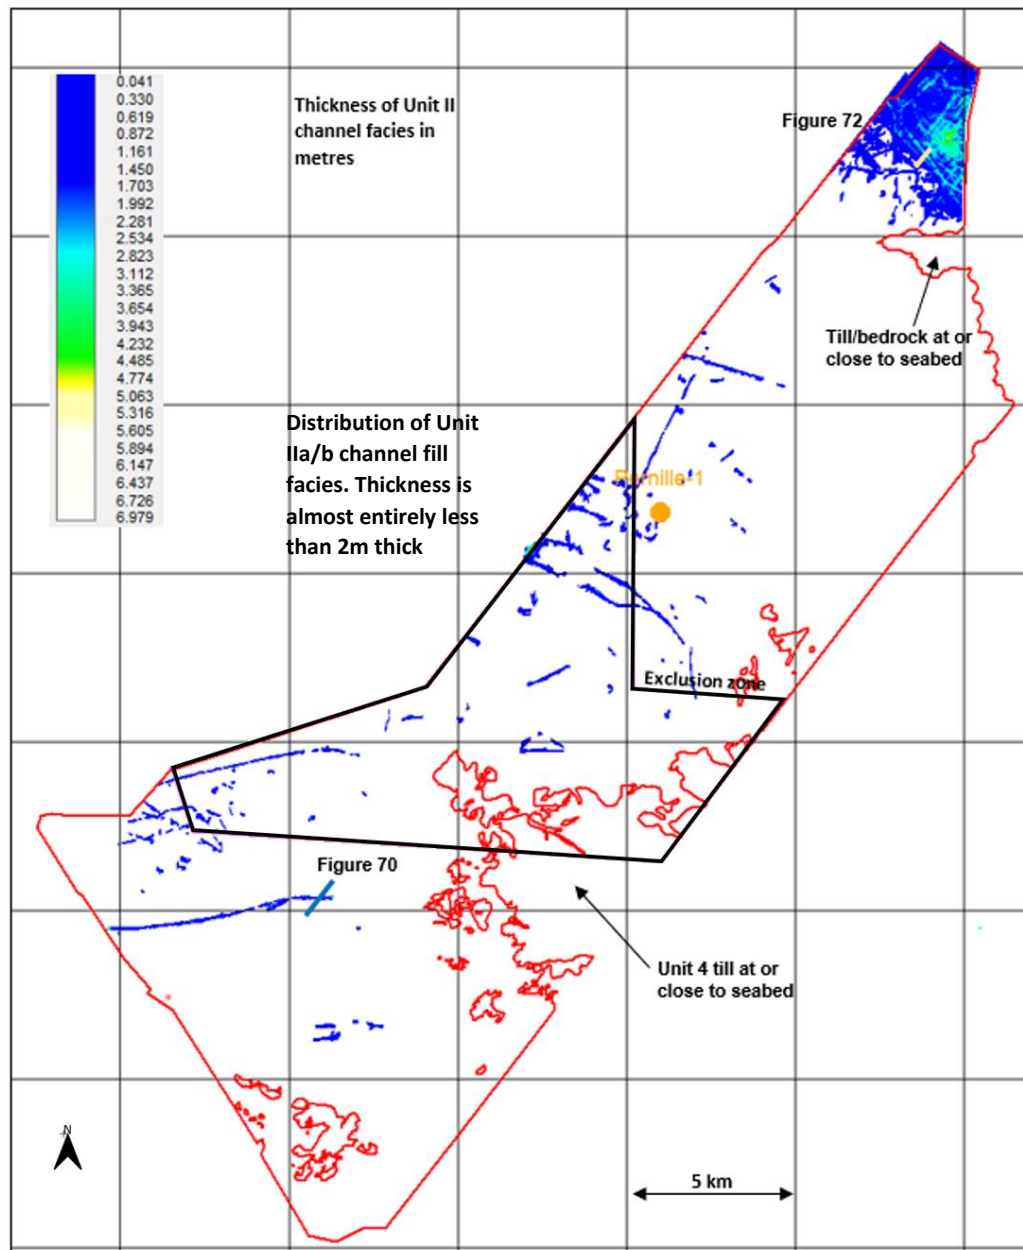 0.041
0.330
0.619
0.872
1.161
1.450
1.703
1.992
2.281
2.534
2.823
3.112
3.365
3.654
3.943
4.232
4.485
4.774
5.063
5.316
5.605
5.894
6.147
6.437
6.726
6.979
Thickness of Unit II
channel facies in
metres
Figure 72
Till/bedrock at or
close to seabed
Distribution of Unit
IIa/b channel fill
facies. Thickness is
almost entirely less
than 2m thick
Exclusion zone
Figure 70
Unit 4 till at or
close to seabed
N
5 km